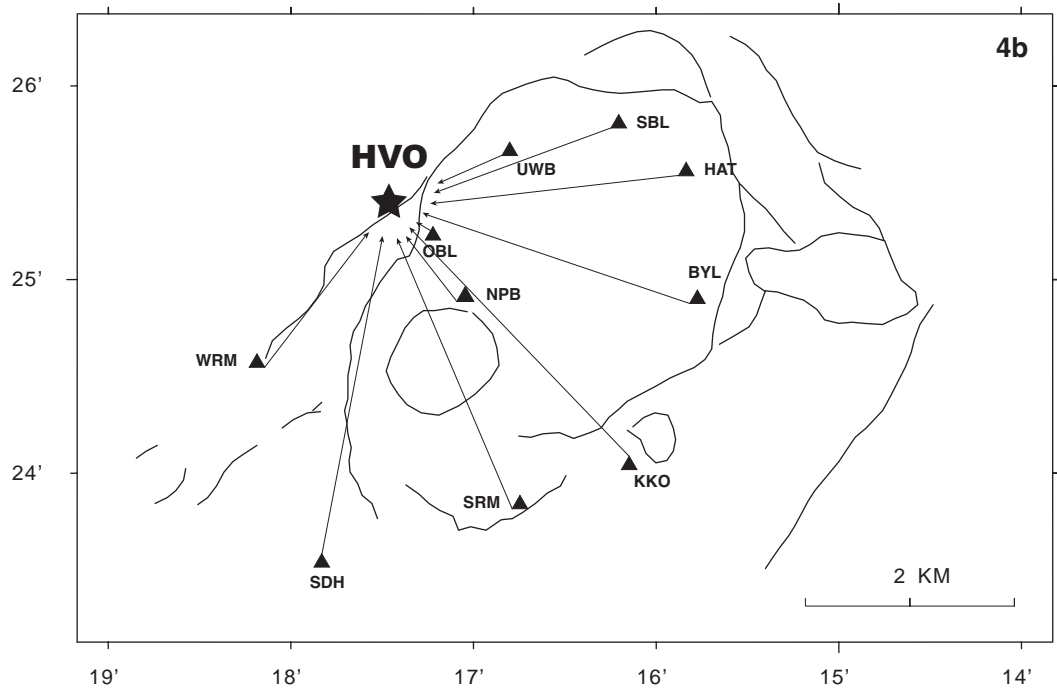 4b
26’
SBL
HVO
UWB
HAT
OBL
25’
BYL
NPB
WRM
24’
KKO
SRM
SDH
2 KM
19’
18’
17’
16’
15’
14’